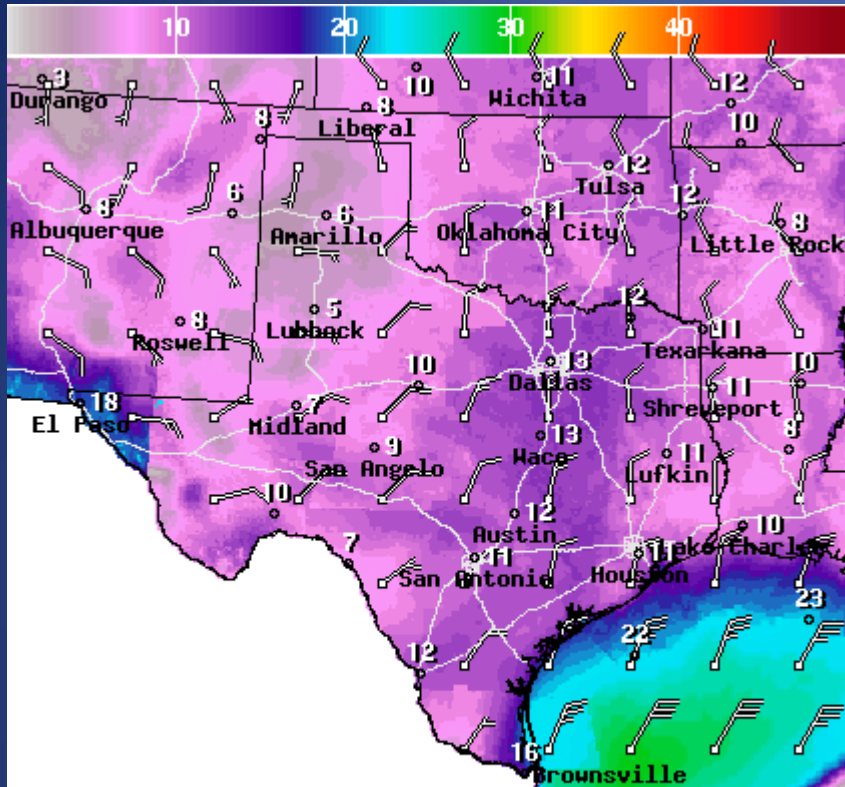 10 20 30 40
3 10 11 12
Durango Wichita
8 8 10
Liberal
12
Tulsa
8 6 6 11 12 8
Albuquerque Amarillo Oklahoma City Little Rock
8 5 12 11
Roswell Lubbock Texarkana
13
Dallas
18 7 10 11 10
El Paso Midland Shreveport
9 13 11 8
San Angelo Waco Lufkin
10 12 10
Austin
7 11 11 Lake Charles
San Antonio Houston
23
12 22
16
Brownsville